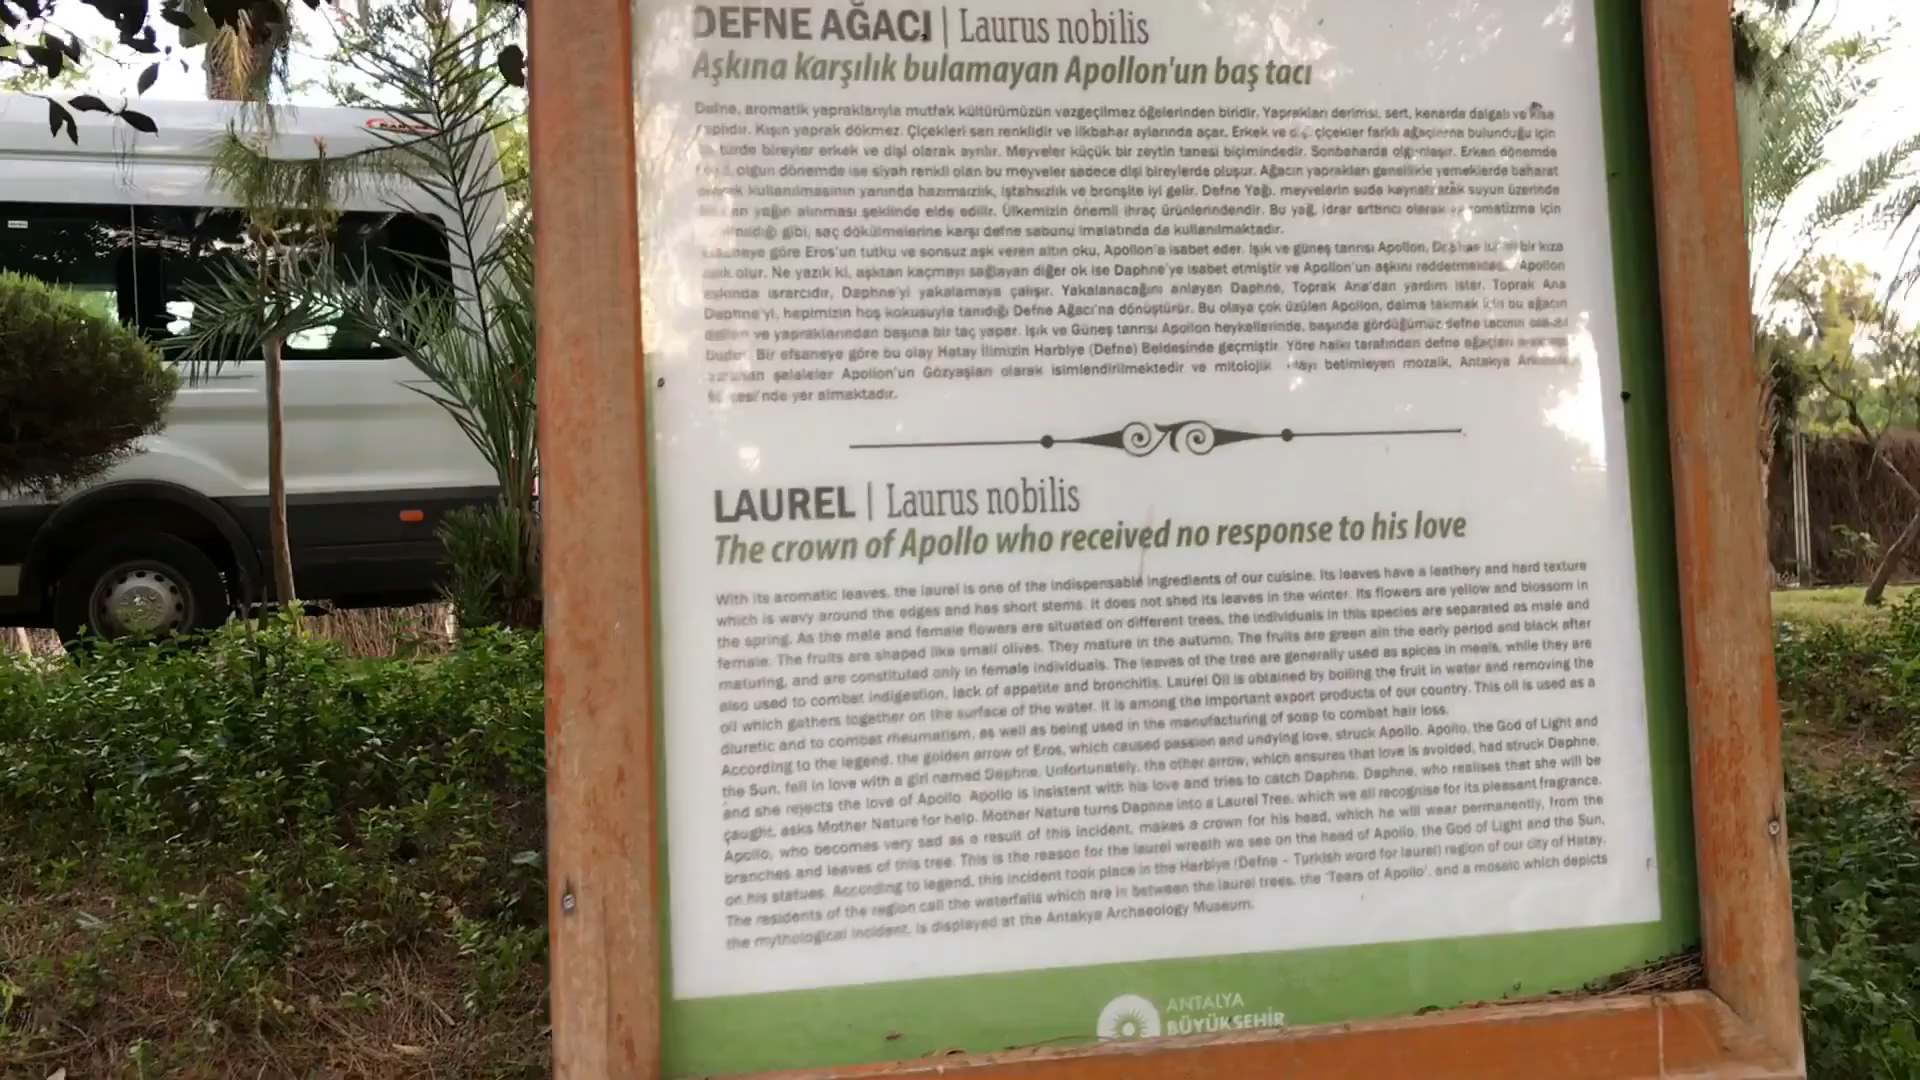 DEFNE AĞACI | Laurus nobilis
Aşkına Karşılık bulamayan Apollon'un baş tacı
Defne, aromatik yapraklarıyla mutfak kültürümüzün vazgeçilmez öğelerinden biridir. Yaprakları derimsi, sert, kenarda dalgalı ve kısa
saplıdır. Kışın yaprak dökmez. Çiçekleri sarı renklidir ve ilkbahar aylarında açar. Erkek ve dişi çiçekler farklı ağaçlarda bulunduğu için
bu türde bireyler erkek ve dişi olarak ayrılır. Meyveler küçük bir zeytin tanesi biçimindedir. Sonbaharda olgunlaşır. Erken dönemde
olgun dönemde ise siyah renkli olan bu meyveler sadece dişi bireylerde oluşur. Ağacın yaprakları genellikle yemeklerde baharat
olarak kullanılmasının yanında hazımsızlık, iştahsızlık ve bronşite iyi gelir. Defne Yağı, meyvelerin suda kaynatılarak suyun üzerinde
yağın alınması şeklinde elde edilir. Ülkemizin önemli ihraç ürünlerindendir. Bu yağ, idrar arttırıcı olarak ve romatizma için
gibi, saç dökülmelerine karşı defne sabunu imalatında da kullanılmaktadır.
Efsaneye göre Eros'un tutku ve sonsuz aşk veren altın oku, Apollon'a isabet eder. Işık ve güneş tanrısı Apollon, bir kıza
aşık olur. Ne yazık ki, aşktan kaçmayı sağlayan diğer ok ise Daphne'ye isabet etmiştir ve Apollon'un aşkını reddetmektedir. Apollon
aşkında ısrarcıdır, Daphne'yi yakalamaya çalışır. Yakalanacağını anlayan Daphne, Toprak Ana'dan yardım ister. Toprak Ana
Daphne'yi, hepimizin hoş kokusuyla tanıdığı Defne Ağacı'na dönüştürür. Bu olaya çok üzülen Apollon, daima takmak için bu ağacın
dalları ve yapraklarından başına bir taç yapar. Işık ve Güneş tanrısı Apollon heykellerinde, başında gördüğümüz defne tacının
budur. Bir efsaneye göre bu olay Hatay İlimizin Harbiye (Defne) Beldesinde geçmiştir. Yöre halkı tarafından defne ağaçları
şelaleler Apollon'un Gözyaşları olarak isimlendirilmektedir ve mitolojik olayı betimleyen mozaik, Antakya
yer almaktadır.
LAUREL | Laurus nobilis
The crown of Apollo who received no response to his love
With its aromatic leaves, the laurel is one of the indispensable ingredients of our cuisine. Its leaves have a leathery and hard texture
which is wavy around the edges and has short stems. It does not shed its leaves in the winter. Its flowers are yellow and blossom in
the spring. As the male and female flowers are situated on different trees, the individuals in this species are separated as male and
female. The fruits are shaped like small olives. They mature in the autumn. The fruits are green ain the early period and black after
maturing, and are constituted only in female individuals. The leaves of the tree are generally used as spices in meals, while they are
also used to combat indigestion, lack of appetite and bronchitis. Laurel Oil is obtained by boiling the fruit in water and removing the
oil which gathers together on the surface of the water. It is among the important export products of our country. This oil is used as a
diuretic and to combat rheumatism, as well as being used in the manufacturing of soap to combat hair loss.
According to the legend, the golden arrow of Eros, which caused passion and undying love, struck Apollo. Apollo, the God of Light and
the Sun, fell in love with a girl named Daphne. Unfortunately, the other arrow, which ensures that love is avoided, had struck Daphne,
and she rejects the love of Apollo. Apollo is insistent with his love and tries to catch Daphne. Daphne, who realises that she will be
caught, asks Mother Nature for help. Mother Nature turns Daphne into a Laurel Tree, which we all recognise for its pleasant fragrance.
Apollo, who becomes very sad as a result of this incident, makes a crown for his head, which he will wear permanently, from the
branches and leaves of this tree. This is the reason for the laurel wreath we see on the head of Apollo, the God of Light and the Sun,
on his statues. According to legend, this incident took place in the Harbiye (Defne - Turkish word for laurel) region of our city of Hatay.
The residents of the region call the waterfalls which are in between the laurel trees, the 'Tears of Apollo', and a mosaic which depicts
the mythological incident, is displayed at the Antakya Archaeology Museum.
ANTALYA
BÜYÜKŞEHİR